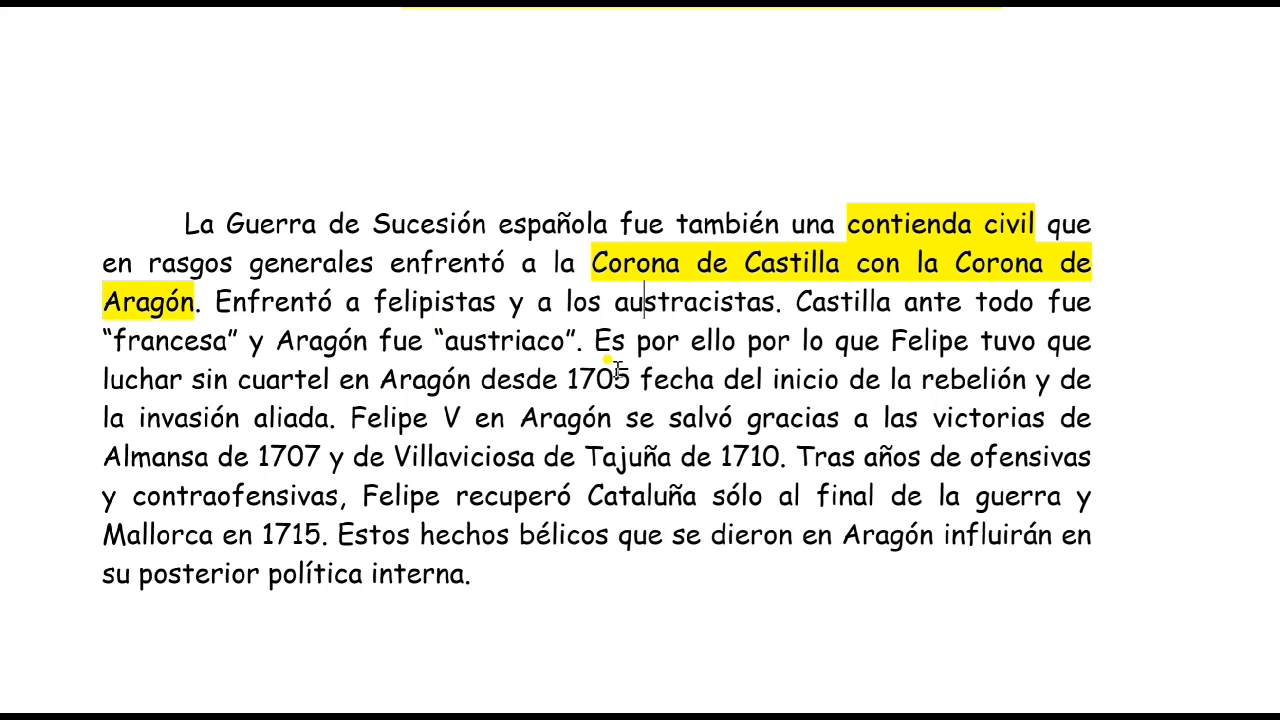 La Guerra de Sucesión española fue también una contienda civil que
en rasgos generales enfrentó a la Corona de Castilla con la Corona de
Aragón. Enfrentó a felipistas y a los austracistas. Castilla ante todo fue
“francesa” y Aragón fue “austriaco”. Es por ello por lo que Felipe tuvo que
luchar sin cuartel en Aragón desde 1705 fecha del inicio de la rebelión y de
la invasión aliada. Felipe V en Aragón se salvó gracias a las victorias de
Almansa de 1707 y de Villaviciosa de Tajuña de 1710. Tras años de ofensivas
y contraofensivas, Felipe recuperó Cataluña sólo al final de la guerra y
Mallorca en 1715. Estos hechos bélicos que se dieron en Aragón influirán en
su posterior política interna.